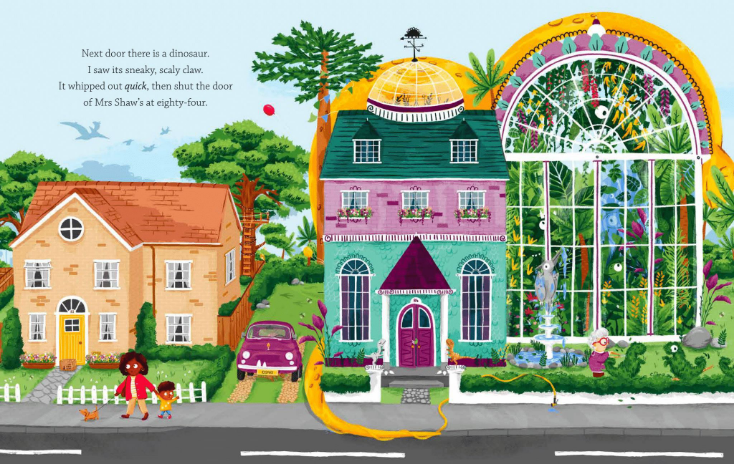 Next door there is a dinosaur.
I saw its sneaky, scaly claw.
It whipped out quick, then shut the door
of Mrs Shaw's at eighty-four.